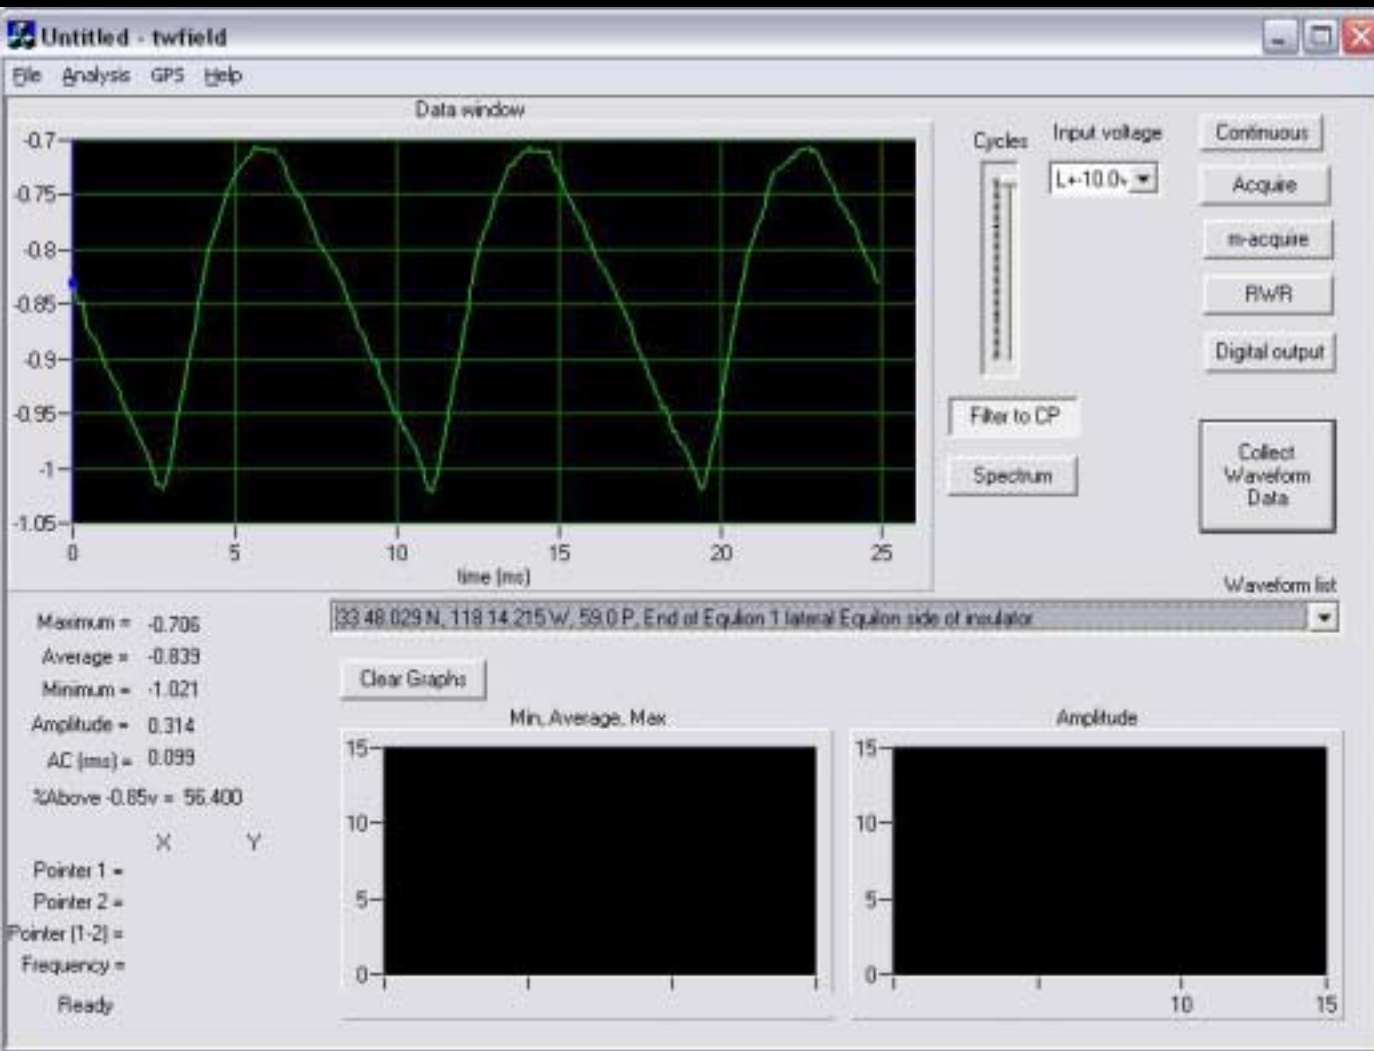 Untitled - twfield
File Analysis GPS Help
Data window
-0.7
-0.75
-0.8
-0.85
-0.9
-0.95
-1
-1.05
0 5 10 15 20 25
time (ms)
Cycles
Input voltage
L+-10.0v
Continuous
Acquire
m-acquire
RWR
Digital output
Filter to CP
Spectrum
Collect
Waveform
Data
Waveform list
33 48.029 N, 118 14.215 W, 59.0 P, End of Equilon 1 lateral Equilon side of insulator
Maximum = -0.706
Average = -0.839
Minimum = -1.021
Amplitude = 0.314
AC (rms) = 0.099
%Above -0.85v = 56.400
X Y
Pointer 1 =
Pointer 2 =
Pointer (1-2) =
Frequency =
Ready
Clear Graphs
Min, Average, Max
15
10
5
0
Amplitude
15
10
5
0
10 15